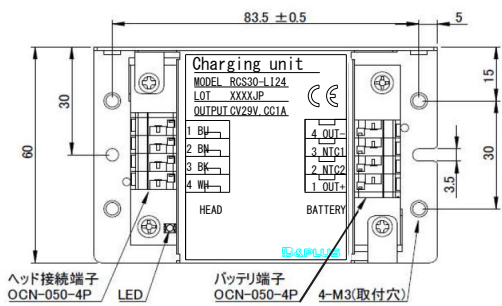 83.5 ±0.5
5
Charging unit
MODEL RCS30-LI24
LOT XXXXJP
OUTPUT CV29V.CC1A
CE
15
30
60
1 BU
2 BN
3 BK
4 WH
4 OUT-
3 NTC1
2 NTC2
1 OUT+
30
3.5
HEAD
BATTERY
B&PLUS
ヘッド接続端子
OCN-050-4P
LED
バッテリ端子
OCN-050-4P
4-M3(取付穴)